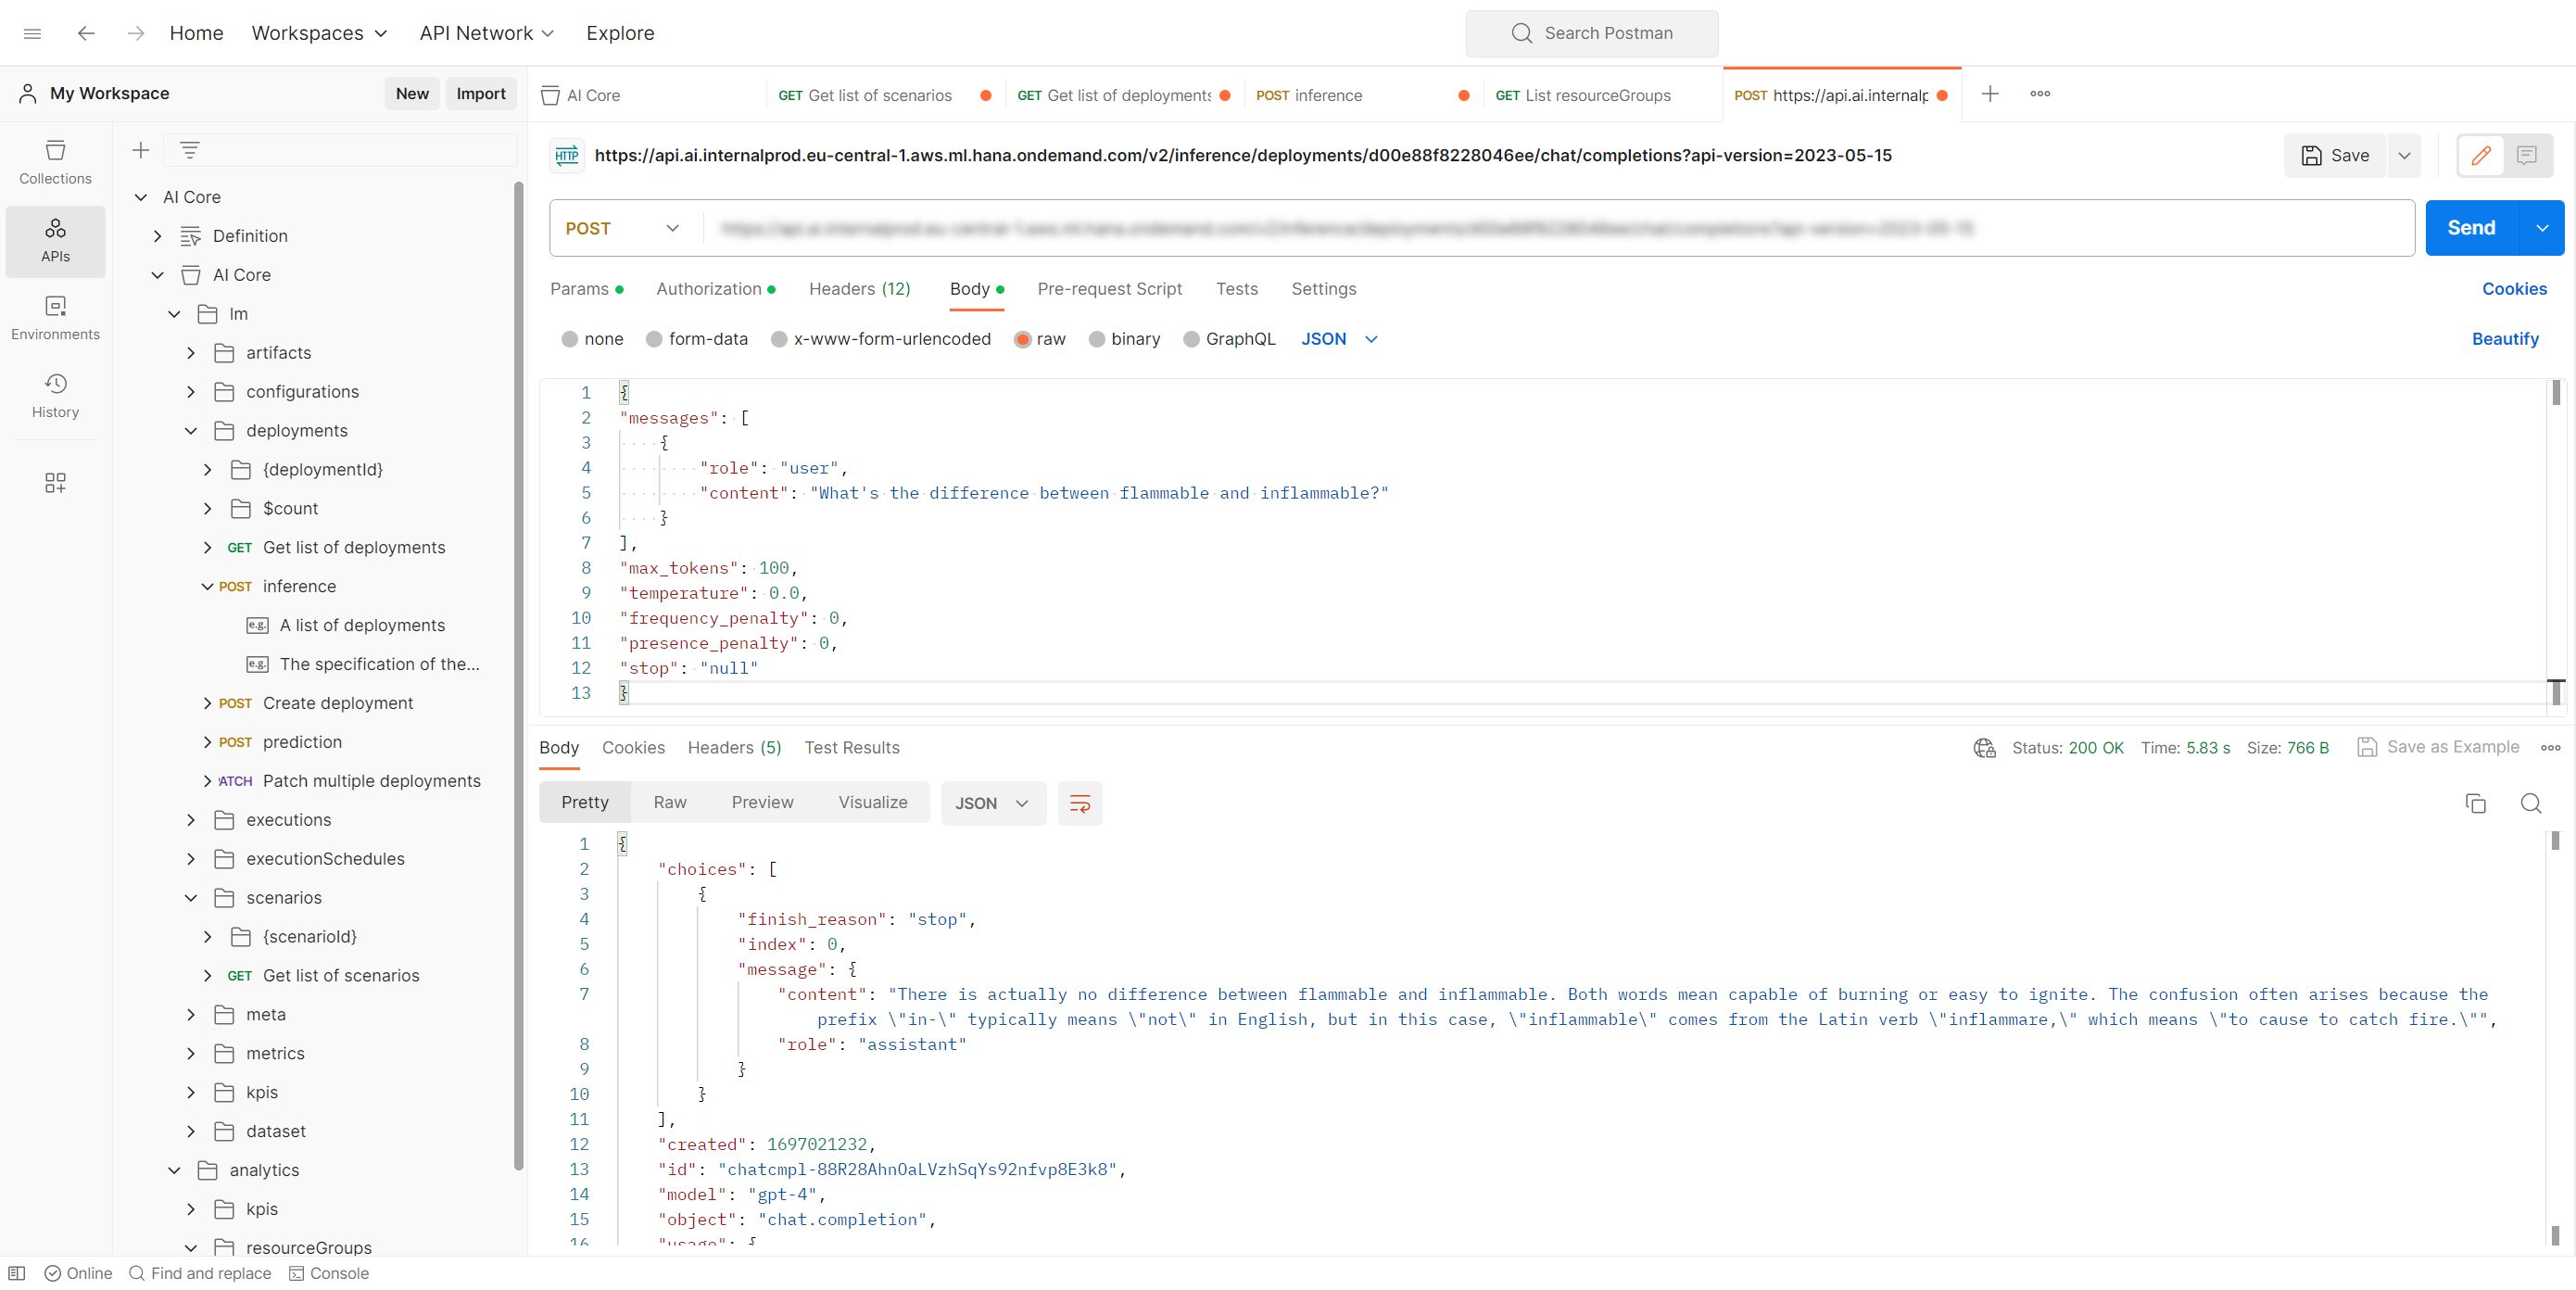 Home Workspaces API Network Explore Search Postman
My Workspace New Import
AI Core GET Get list of scenarios GET Get list of deployments POST inference GET List resourceGroups POST https://api.ai.internalp
Collections
APIs
Environments
History
AI Core
Definition
AI Core
lm
artifacts
configurations
deployments
{deploymentId}
$count
GET Get list of deployments
POST inference
e.g. A list of deployments
e.g. The specification of the...
POST Create deployment
POST prediction
ATCH Patch multiple deployments
executions
executionSchedules
scenarios
{scenarioId}
GET Get list of scenarios
meta
metrics
kpis
dataset
analytics
kpis
resourceGroups
HTTP https://api.ai.internalprod.eu-central-1.aws.ml.hana.ondemand.com/v2/inference/deployments/d00e88f8228046ee/chat/completions?api-version=2023-05-15
Save
POST
Send
Params Authorization Headers (12) Body Pre-request Script Tests Settings Cookies
none form-data x-www-form-urlencoded raw binary GraphQL JSON Beautify
1 {
2 "messages": [
3 {
4 "role": "user",
5 "content": "What's the difference between flammable and inflammable?"
6 }
7 ],
8 "max_tokens": 100,
9 "temperature": 0.0,
10 "frequency_penalty": 0,
11 "presence_penalty": 0,
12 "stop": "null"
13 }
Body Cookies Headers (5) Test Results Status: 200 OK Time: 5.83 s Size: 766 B Save as Example
Pretty Raw Preview Visualize JSON
1 {
2 "choices": [
3 {
4 "finish_reason": "stop",
5 "index": 0,
6 "message": {
7 "content": "There is actually no difference between flammable and inflammable. Both words mean capable of burning or easy to ignite. The confusion often arises because the
prefix \"in-\" typically means \"not\" in English, but in this case, \"inflammable\" comes from the Latin verb \"inflammare,\" which means \"to cause to catch fire.\"",
8 "role": "assistant"
9 }
10 }
11 ],
12 "created": 1697021232,
13 "id": "chatcmpl-88R28AhnOaLVzhSqYs92nfvp8E3k8",
14 "model": "gpt-4",
15 "object": "chat.completion",
16 "usage": {
Online Find and replace Console